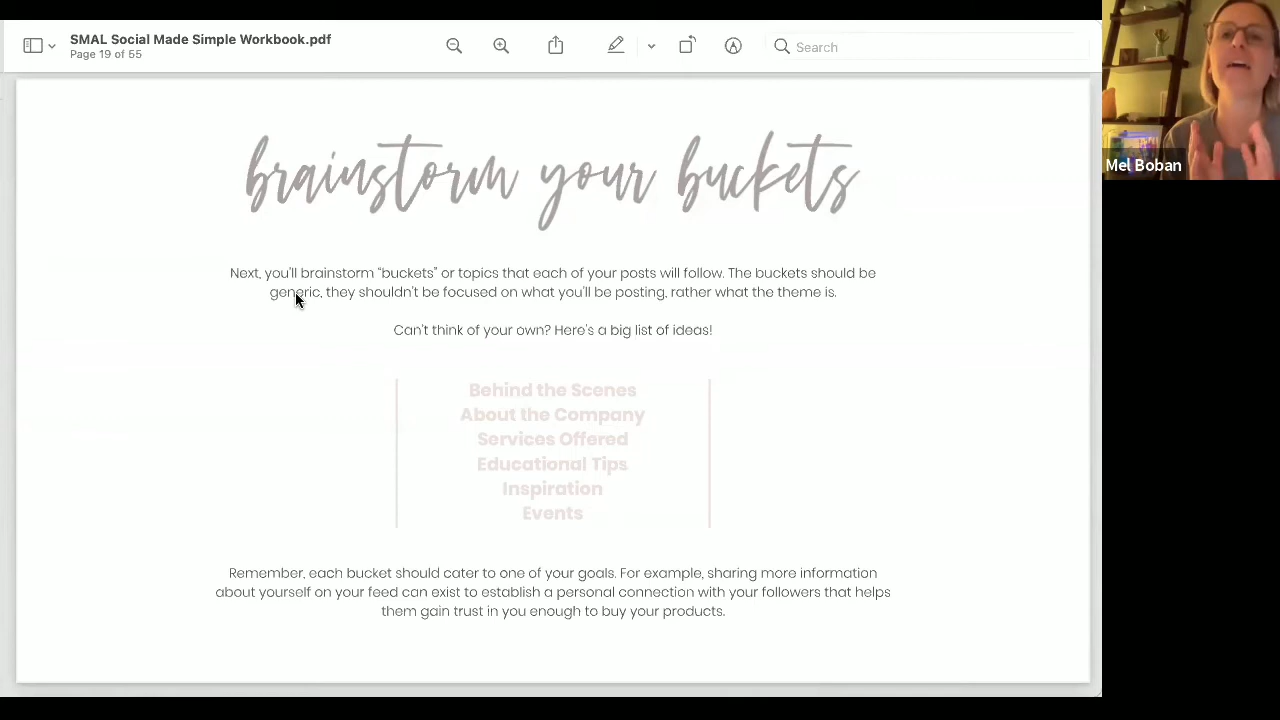 SMAL Social Made Simple Workbook.pdf
Page 19 of 55
Search
Mel Boban
brainstorm your buckets
Next, you'll brainstorm “buckets” or topics that each of your posts will follow. The buckets should be
generic, they shouldn't be focused on what you'll be posting, rather what the theme is.
Can't think of your own? Here's a big list of ideas!
Behind the Scenes
About the Company
Services Offered
Educational Tips
Inspiration
Events
Remember, each bucket should cater to one of your goals. For example, sharing more information
about yourself on your feed can exist to establish a personal connection with your followers that helps
them gain trust in you enough to buy your products.